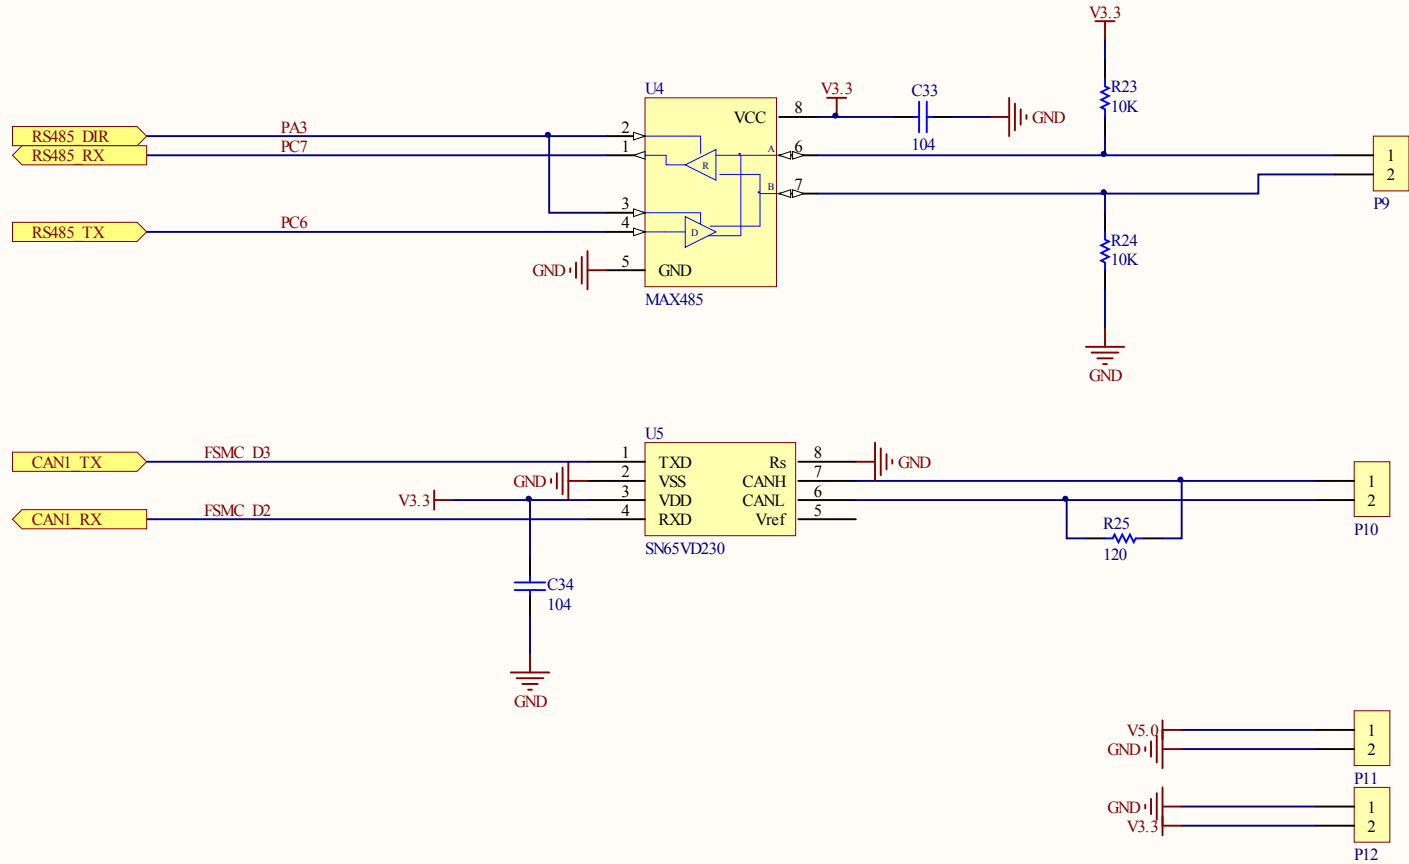 V3.3
U4
V3.3
C33
R23
10K
8
VCC
GND
104
RS485_DIR
PA3
2
RS485_RX
PC7
1
R
A
6
1
B
7
2
P9
3
RS485_TX
PC6
4
D
R24
10K
GND
5
GND
MAX485
GND
U5
CAN1_TX
FSMC_D3
1
TXD
Rs
8
GND
GND
2
VSS
CANH
7
1
V3.3
3
VDD
CANL
6
2
CAN1_RX
FSMC_D2
4
RXD
Vref
5
R25
120
P10
SN65VD230
C34
104
GND
V5.0
1
GND
2
P11
GND
1
V3.3
2
P12